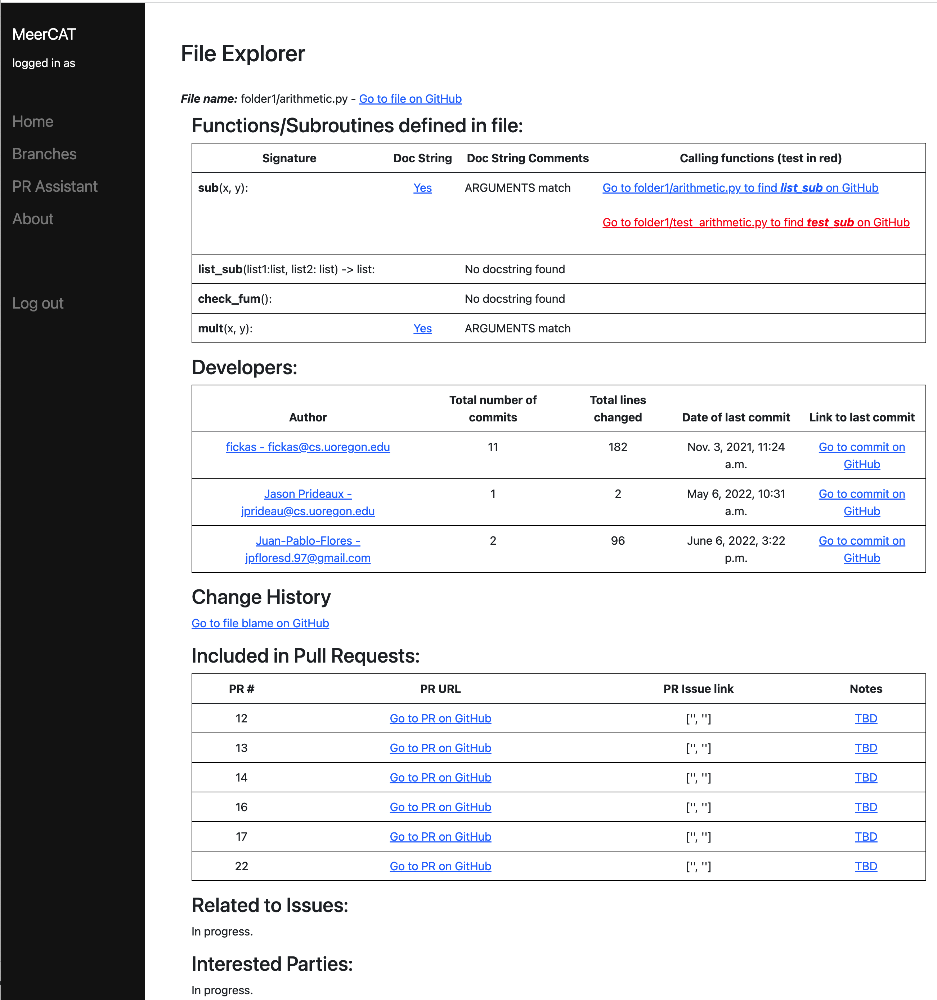 MeerCAT
logged in as
Home
Branches
PR Assistant
About
Log out
File Explorer
File name: folder1/arithmetic.py - Go to file on GitHub
Functions/Subroutines defined in file:
Signature Doc String Doc String Comments Calling functions (test in red)
sub(x, y): Yes ARGUMENTS match Go to folder1/arithmetic.py to find list_sub on GitHub
Go to folder1/test_arithmetic.py to find test_sub on GitHub
list_sub(list1:list, list2: list) -> list: No docstring found
check_fum(): No docstring found
mult(x, y): Yes ARGUMENTS match
Developers:
Author Total number of commits Total lines changed Date of last commit Link to last commit
fickas - fickas@cs.uoregon.edu 11 182 Nov. 3, 2021, 11:24 a.m. Go to commit on GitHub
Jason Prideaux - jprideau@cs.uoregon.edu 1 2 May 6, 2022, 10:31 a.m. Go to commit on GitHub
Juan-Pablo-Flores - jpfloresd.97@gmail.com 2 96 June 6, 2022, 3:22 p.m. Go to commit on GitHub
Change History
Go to file blame on GitHub
Included in Pull Requests:
PR # PR URL PR Issue link Notes
12 Go to PR on GitHub ['', ''] TBD
13 Go to PR on GitHub ['', ''] TBD
14 Go to PR on GitHub ['', ''] TBD
16 Go to PR on GitHub ['', ''] TBD
17 Go to PR on GitHub ['', ''] TBD
22 Go to PR on GitHub ['', ''] TBD
Related to Issues:
In progress.
Interested Parties:
In progress.